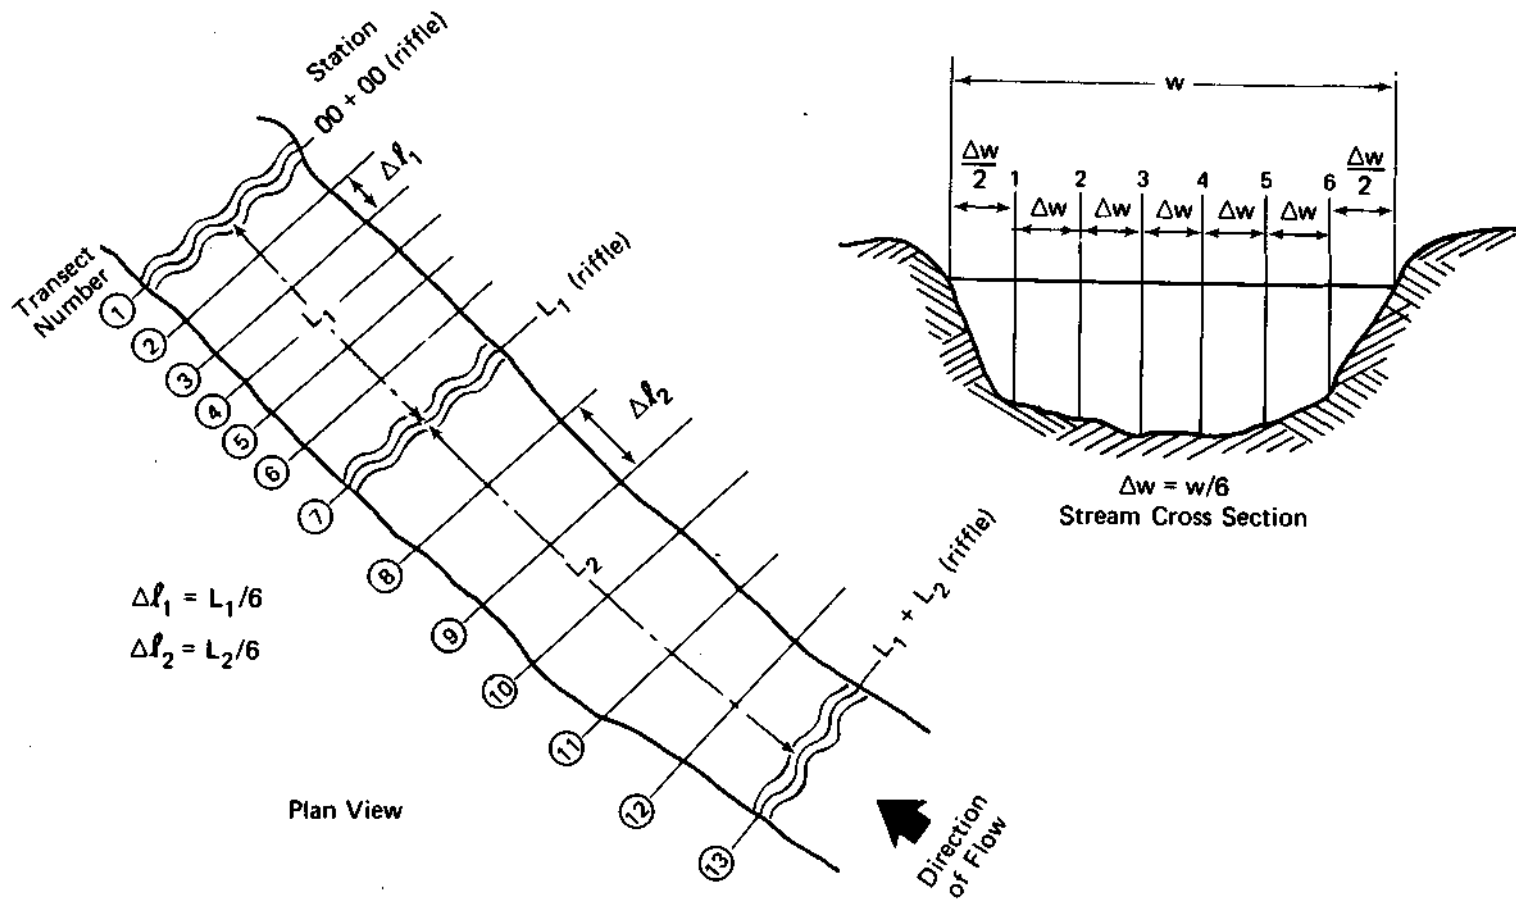 Station
00 + 00 (riffle)
Δℓ₁
Transect
Number
1
2
3
4
5
6
7
8
9
10
11
12
13
L₁
L₁ (riffle)
Δℓ₂
L₂
L₁ + L₂ (riffle)
Δℓ₁ = L₁/6
Δℓ₂ = L₂/6
Plan View
Direction
of Flow
w
Δw/2 1 2 3 4 5 6 Δw/2
Δw Δw Δw Δw Δw
Δw = w/6
Stream Cross Section